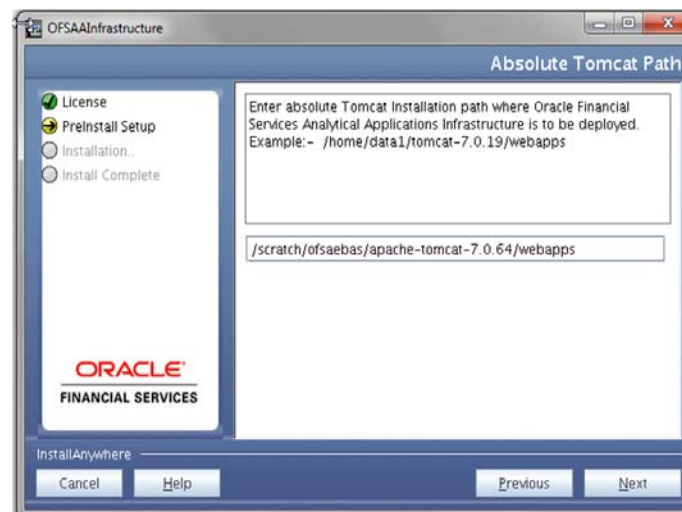 OFSAAInfrastructure
Absolute Tomcat Path
License
PreInstall Setup
Installation..
Install Complete
Enter absolute Tomcat Installation path where Oracle Financial
Services Analytical Applications Infrastructure is to be deployed.
Example:- /home/data1/tomcat-7.0.19/webapps
/scratch/ofsaebas/apache-tomcat-7.0.64/webapps
ORACLE
FINANCIAL SERVICES
InstallAnywhere
Cancel
Help
Previous
Next